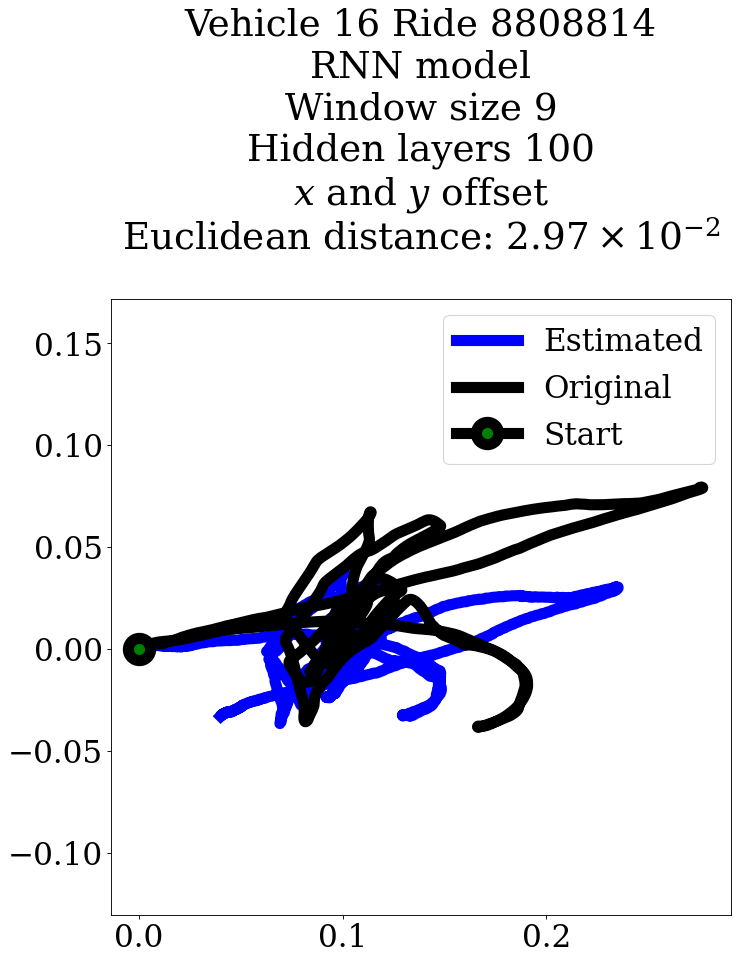 Vehicle 16 Ride 8808814
RNN model
Window size 9
Hidden layers 100
x and y offset
Euclidean distance: 2.97 × 10⁻²
Estimated
Original
Start
0.15
0.10
0.05
0.00
−0.05
−0.10
0.0 0.1 0.2